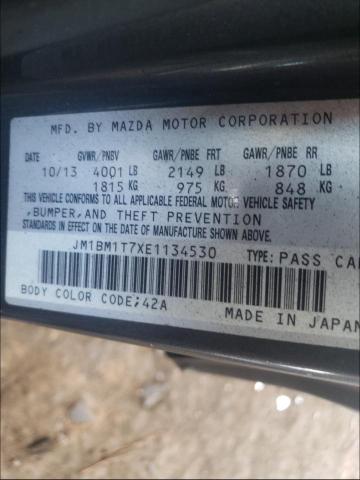 MFD. BY MAZDA MOTOR CORPORATION
DATE GVWR/PNBV GAWR/PNBE FRT GAWR/PNBE RR
10/13 4001 LB 2149 LB 1870 LB
1815 KG 975 KG 848 KG
THIS VEHICLE CONFORMS TO ALL APPLICABLE FEDERAL MOTOR VEHICLE SAFETY
,BUMPER,AND THEFT PREVENTION
STANDARDS IN EFFECT ON THE DATE OF MANUFACTURE SHOWN ABOVE.
JM1BM1T7XE1134530 TYPE: PASS CAR
BODY COLOR CODE;42A MADE IN JAPAN